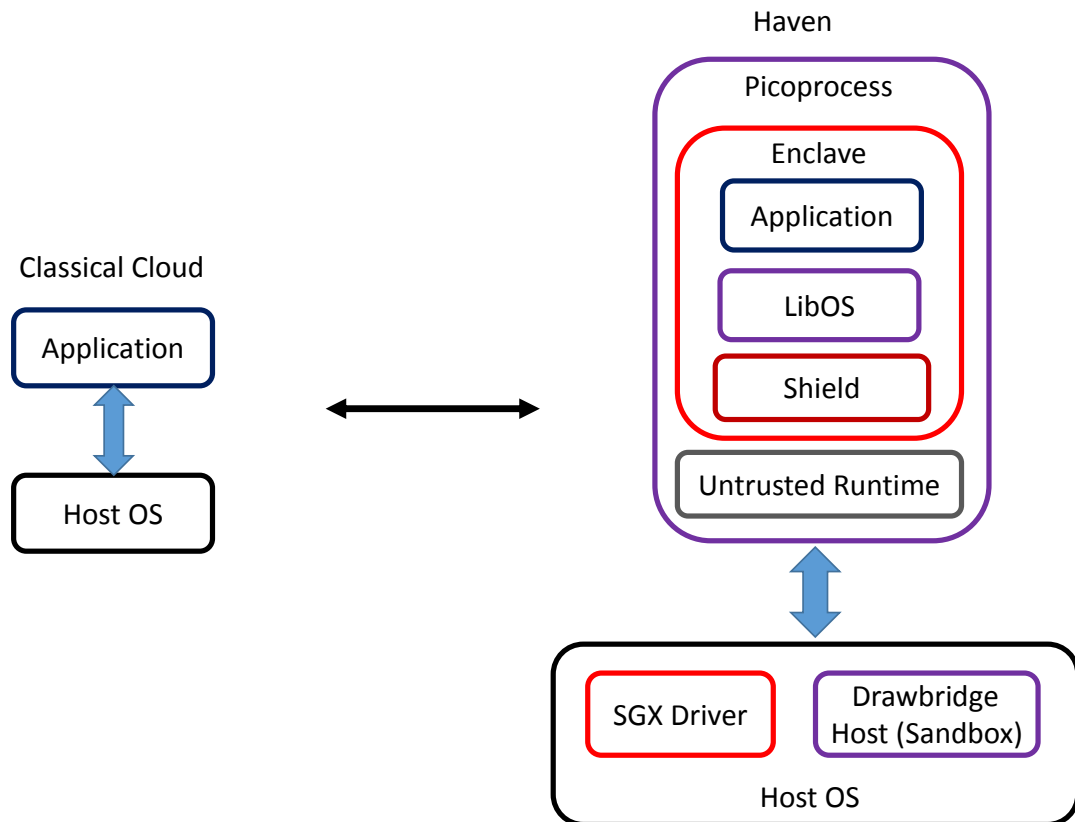 Haven
Picoprocess
Enclave
Application
LibOS
Shield
Untrusted Runtime
Classical Cloud
Application
Host OS
SGX Driver
Drawbridge
Host (Sandbox)
Host OS